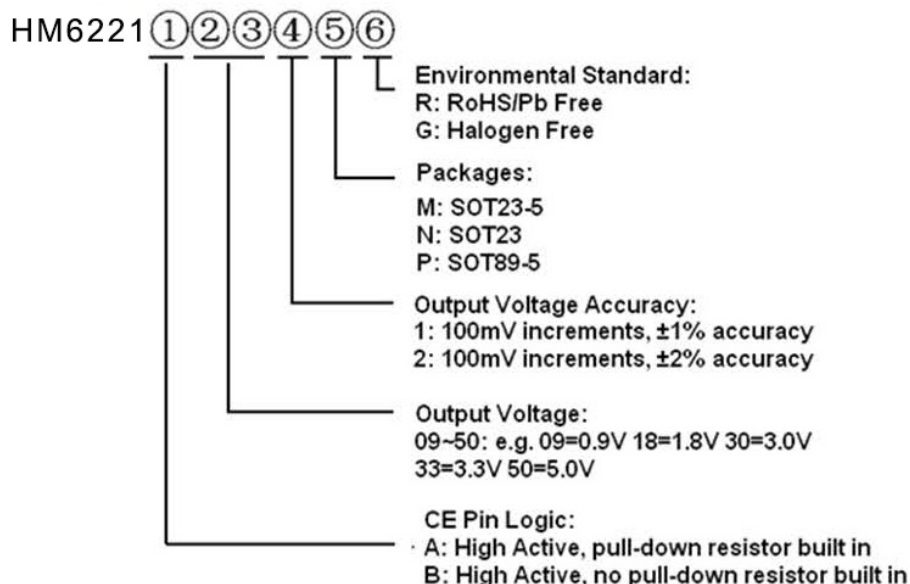 HM6221①②③④⑤⑥
Environmental Standard:
R: RoHS/Pb Free
G: Halogen Free
Packages:
M: SOT23-5
N: SOT23
P: SOT89-5
Output Voltage Accuracy:
1: 100mV increments, ±1% accuracy
2: 100mV increments, ±2% accuracy
Output Voltage:
09~50: e.g. 09=0.9V 18=1.8V 30=3.0V
33=3.3V 50=5.0V
CE Pin Logic:
A: High Active, pull-down resistor built in
B: High Active, no pull-down resistor built in